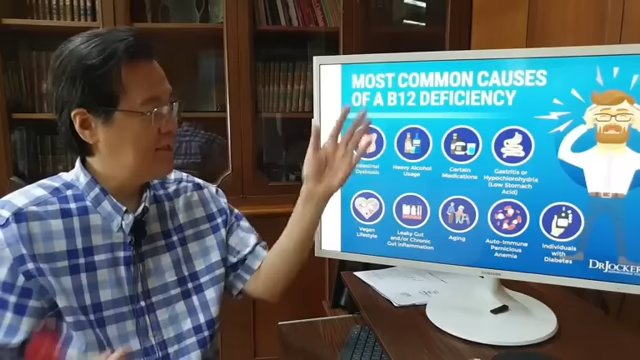 MOST COMMON CAUSES
OF A B12 DEFICIENCY
Dysbiosis
Heavy Alcohol
Usage
Certain
Medications
Gastritis or
Hypochlorhydria
(Low Stomach
Acid)
Vegan
Lifestyle
Leaky Gut
and/or Chronic
Gut Inflammation
Aging
Auto-Immune
Pernicious
Anemia
Individuals
with
Diabetes
DRJOCKERS